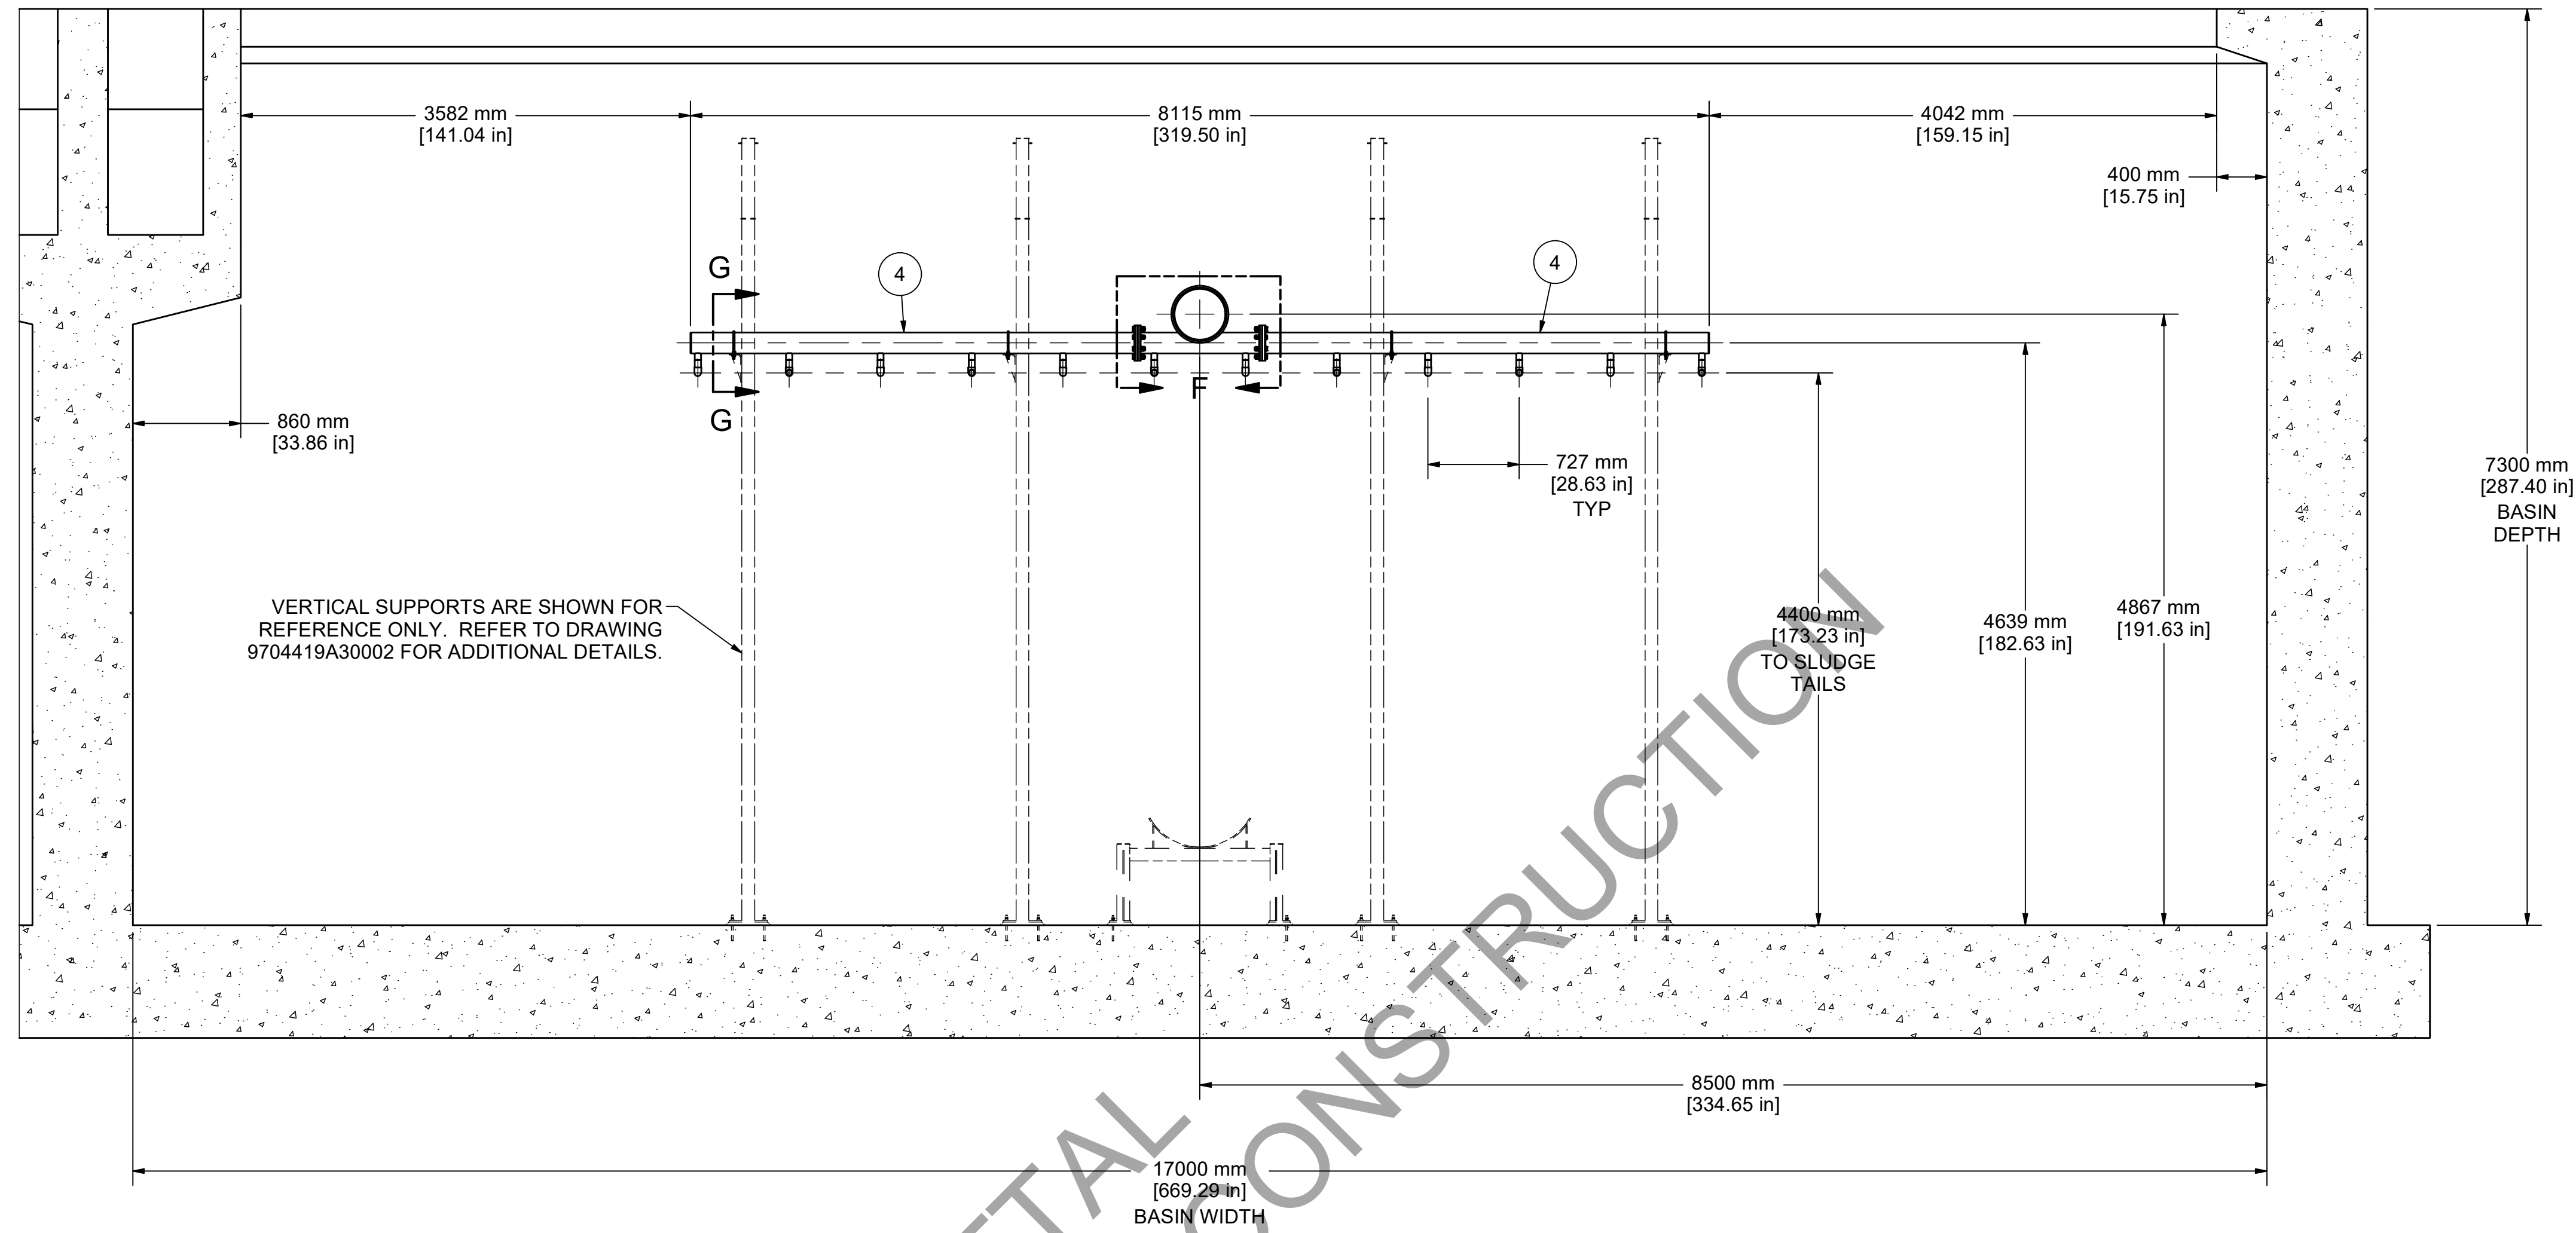 3582 mm
[141.04 in]
8115 mm
[319.50 in]
4042 mm
[159.15 in]
400 mm
[15.75 in]
G
4
4
F
G
860 mm
[33.86 in]
727 mm
[28.63 in]
TYP
7300 mm
[287.40 in]
BASIN
DEPTH
VERTICAL SUPPORTS ARE SHOWN FOR
REFERENCE ONLY. REFER TO DRAWING
9704419A30002 FOR ADDITIONAL DETAILS.
4400 mm
[173.23 in]
TO SLUDGE
TAILS
4639 mm
[182.63 in]
4867 mm
[191.63 in]
8500 mm
[334.65 in]
17000 mm
[669.29 in]
BASIN WIDTH
TAL
CONSTRUCTION